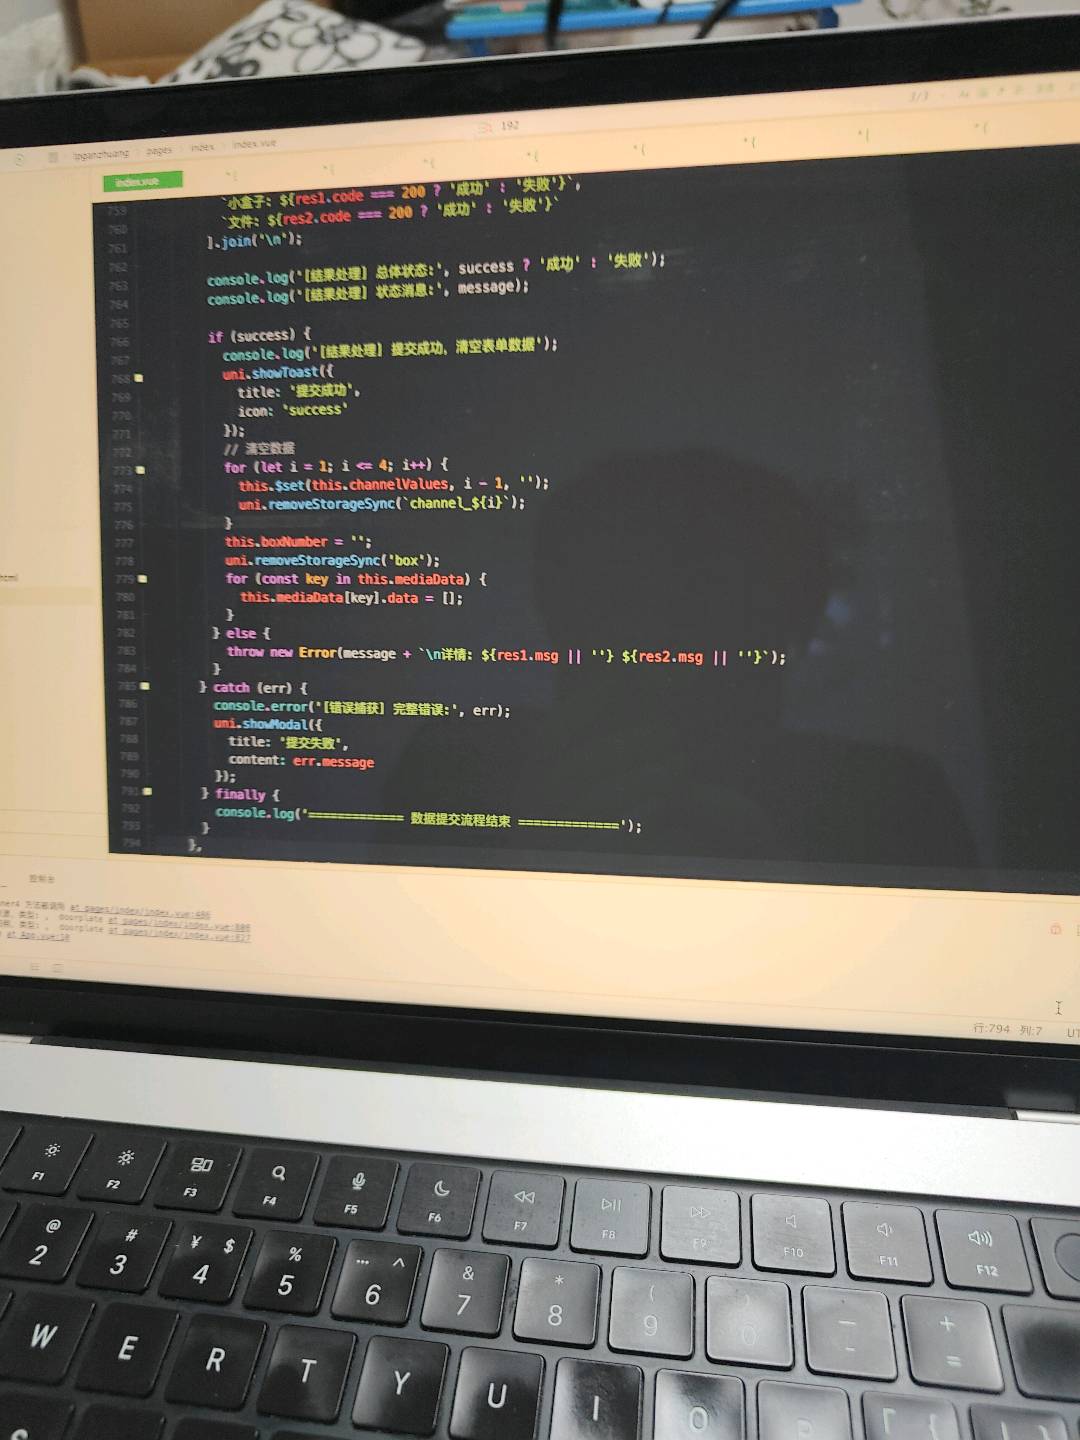 192
pages
index
index.vue
index.vue
759 `小盒子: ${res1.code === 200 ? '成功' : '失败'}`,
760 `文件: ${res2.code === 200 ? '成功' : '失败'}`
761 ].join('\n');
762
763 console.log('[结果处理] 总体状态:', success ? '成功' : '失败');
764 console.log('[结果处理] 状态消息:', message);
765
766 if (success) {
767 console.log('[结果处理] 提交成功，清空表单数据');
768 uni.showToast({
769 title: '提交成功',
770 icon: 'success'
771 });
772 // 清空数据
773 for (let i = 1; i <= 4; i++) {
774 this.$set(this.channelValues, i - 1, '');
775 uni.removeStorageSync(`channel_${i}`);
776 }
777 this.boxNumber = '';
778 uni.removeStorageSync('box');
779 for (const key in this.mediaData) {
780 this.mediaData[key].data = [];
781 }
782 } else {
783 throw new Error(message + `\n详情: ${res1.msg || ''} ${res2.msg || ''}`);
784 }
785 } catch (err) {
786 console.error('[错误捕获] 完整错误:', err);
787 uni.showModal({
788 title: '提交失败',
789 content: err.message
790 });
791 } finally {
792 console.log('============= 数据提交流程结束 =============');
793 }
794 },
html
控制台
at pages/index/index.vue:486
doorplate at pages/index/index.vue:808
doorplate at pages/index/index.vue:827
at App.vue:10
行:794 列:7
F1 F2 F3 F4 F5 F6 F7 F8 F9 F10 F11 F12
@ # ¥ $ % … ^ & * ( ) — +
2 3 4 5 6 7 8 9 0 - =
W E R T Y U I O P 「 {